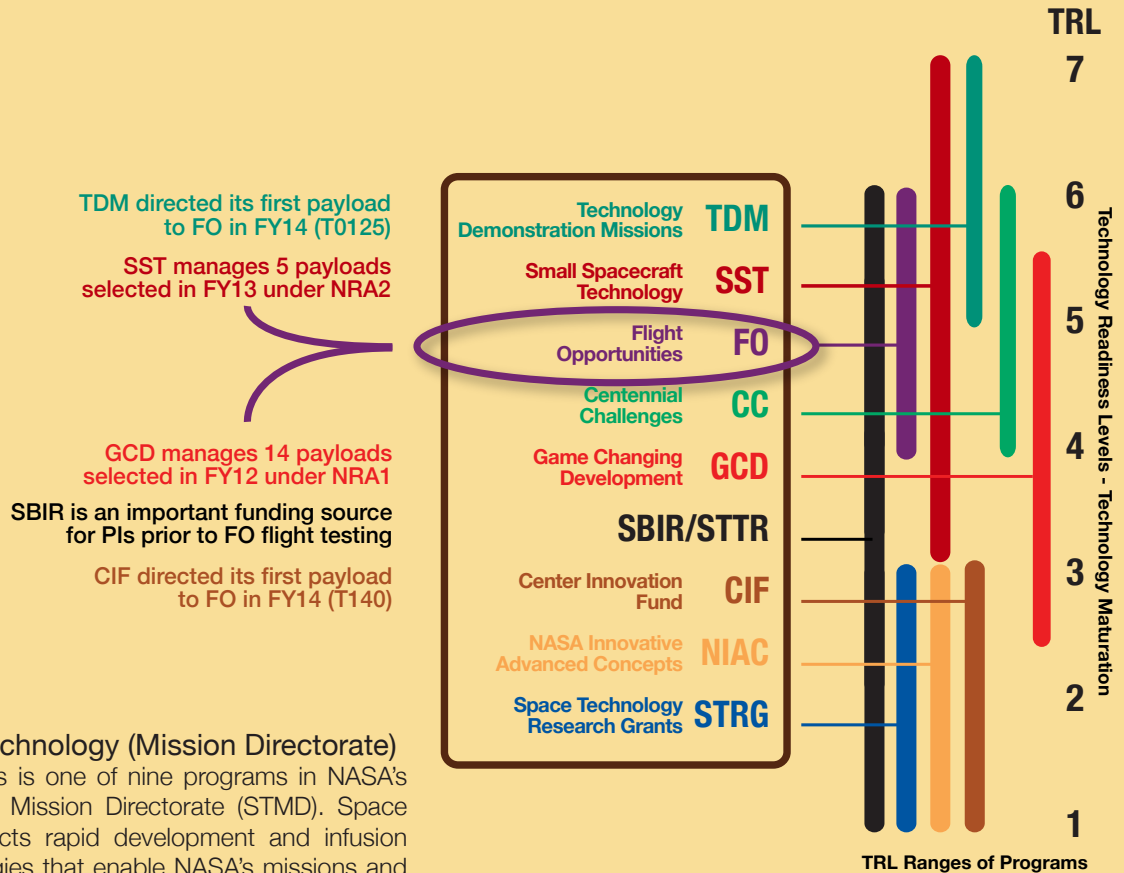 TRL
7
6
5
4
3
2
1
Technology Readiness Levels - Technology Maturation
TRL Ranges of Programs
TDM directed its first payload
to FO in FY14 (T0125)
SST manages 5 payloads
selected in FY13 under NRA2
GCD manages 14 payloads
selected in FY12 under NRA1
SBIR is an important funding source
for PIs prior to FO flight testing
CIF directed its first payload
to FO in FY14 (T140)
Technology
Demonstration Missions TDM
Small Spacecraft
Technology SST
Flight
Opportunities FO
Centennial
Challenges CC
Game Changing
Development GCD
SBIR/STTR
Center Innovation
Fund CIF
NASA Innovative
Advanced Concepts NIAC
Space Technology
Research Grants STRG
(Mission Directorate)
is one of nine programs in NASA's
Mission Directorate (STMD). Space
rapid development and infusion
that enable NASA's missions and